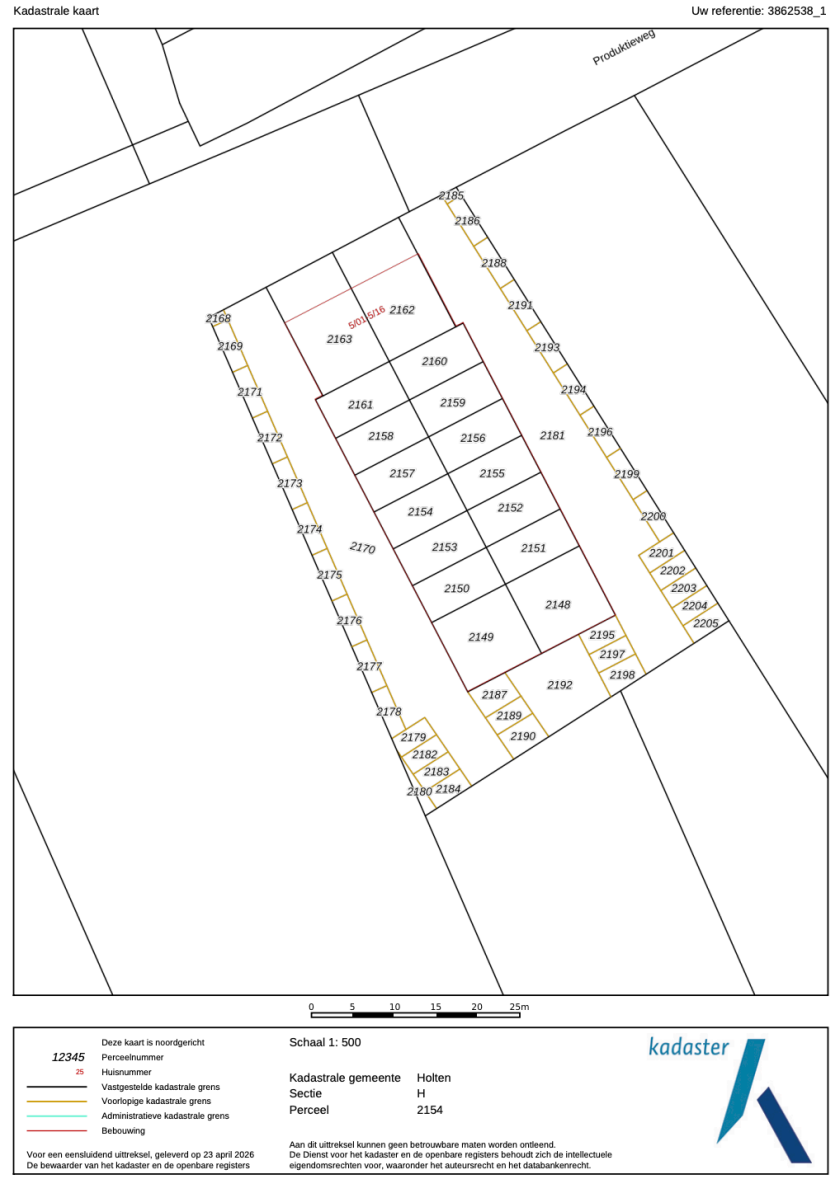 Kadastrale kaart
Uw referentie: 3862538_1
Produktieweg
2185
2186
2188
2168
2191
5/01 5/16
2162
2163
2169
2193
2160
2171
2194
2161
2159
2196
2158
2156
2181
2172
2157
2155
2199
2173
2154
2152
2200
2174
2170
2153
2151
2201
2175
2202
2150
2203
2148
2204
2176
2205
2149
2195
2197
2177
2198
2192
2187
2178
2189
2179
2190
2182
2183
2180
2184
0 5 10 15 20 25m
Deze kaart is noordgericht
12345 Perceelnummer
25 Huisnummer
Vastgestelde kadastrale grens
Voorlopige kadastrale grens
Administratieve kadastrale grens
Bebouwing
Voor een eensluidend uittreksel, geleverd op 23 april 2026
De bewaarder van het kadaster en de openbare registers
Schaal 1: 500
Kadastrale gemeente Holten
Sectie H
Perceel 2154
Aan dit uittreksel kunnen geen betrouwbare maten worden ontleend.
De Dienst voor het kadaster en de openbare registers behoudt zich de intellectuele
eigendomsrechten voor, waaronder het auteursrecht en het databankenrecht.
kadaster